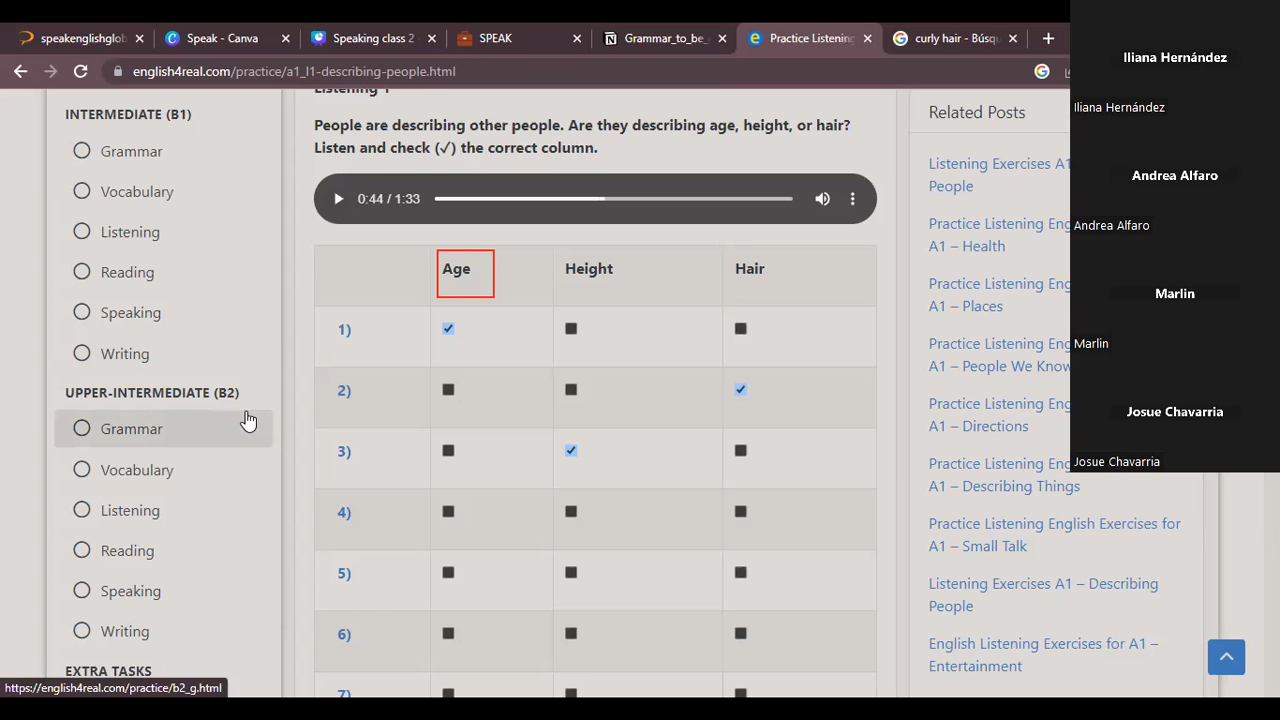 speakenglishglob
Speak - Canva
Speaking class 2
SPEAK
Grammar_to_be_
Practice Listening
curly hair - Búsqu
english4real.com/practice/a1_l1-describing-people.html
INTERMEDIATE (B1)
Grammar
Vocabulary
Listening
Reading
Speaking
Writing
UPPER-INTERMEDIATE (B2)
Grammar
Vocabulary
Listening
Reading
Speaking
Writing
EXTRA TASKS
https://english4real.com/practice/b2_g.html
Listening 1
People are describing other people. Are they describing age, height, or hair?
Listen and check (✓) the correct column.
0:44 / 1:33
Age Height Hair
1)
2)
3)
4)
5)
6)
7)
Related Posts
Listening Exercises A1
People
Practice Listening Eng
A1 – Health
Practice Listening Eng
A1 – Places
Practice Listening Eng
A1 – People We Know
Practice Listening Eng
A1 – Directions
Practice Listening Eng
A1 – Describing Things
Practice Listening English Exercises for
A1 – Small Talk
Listening Exercises A1 – Describing
People
English Listening Exercises for A1 –
Entertainment
Iliana Hernández
Iliana Hernández
Andrea Alfaro
Andrea Alfaro
Marlin
Marlin
Josue Chavarria
Josue Chavarria